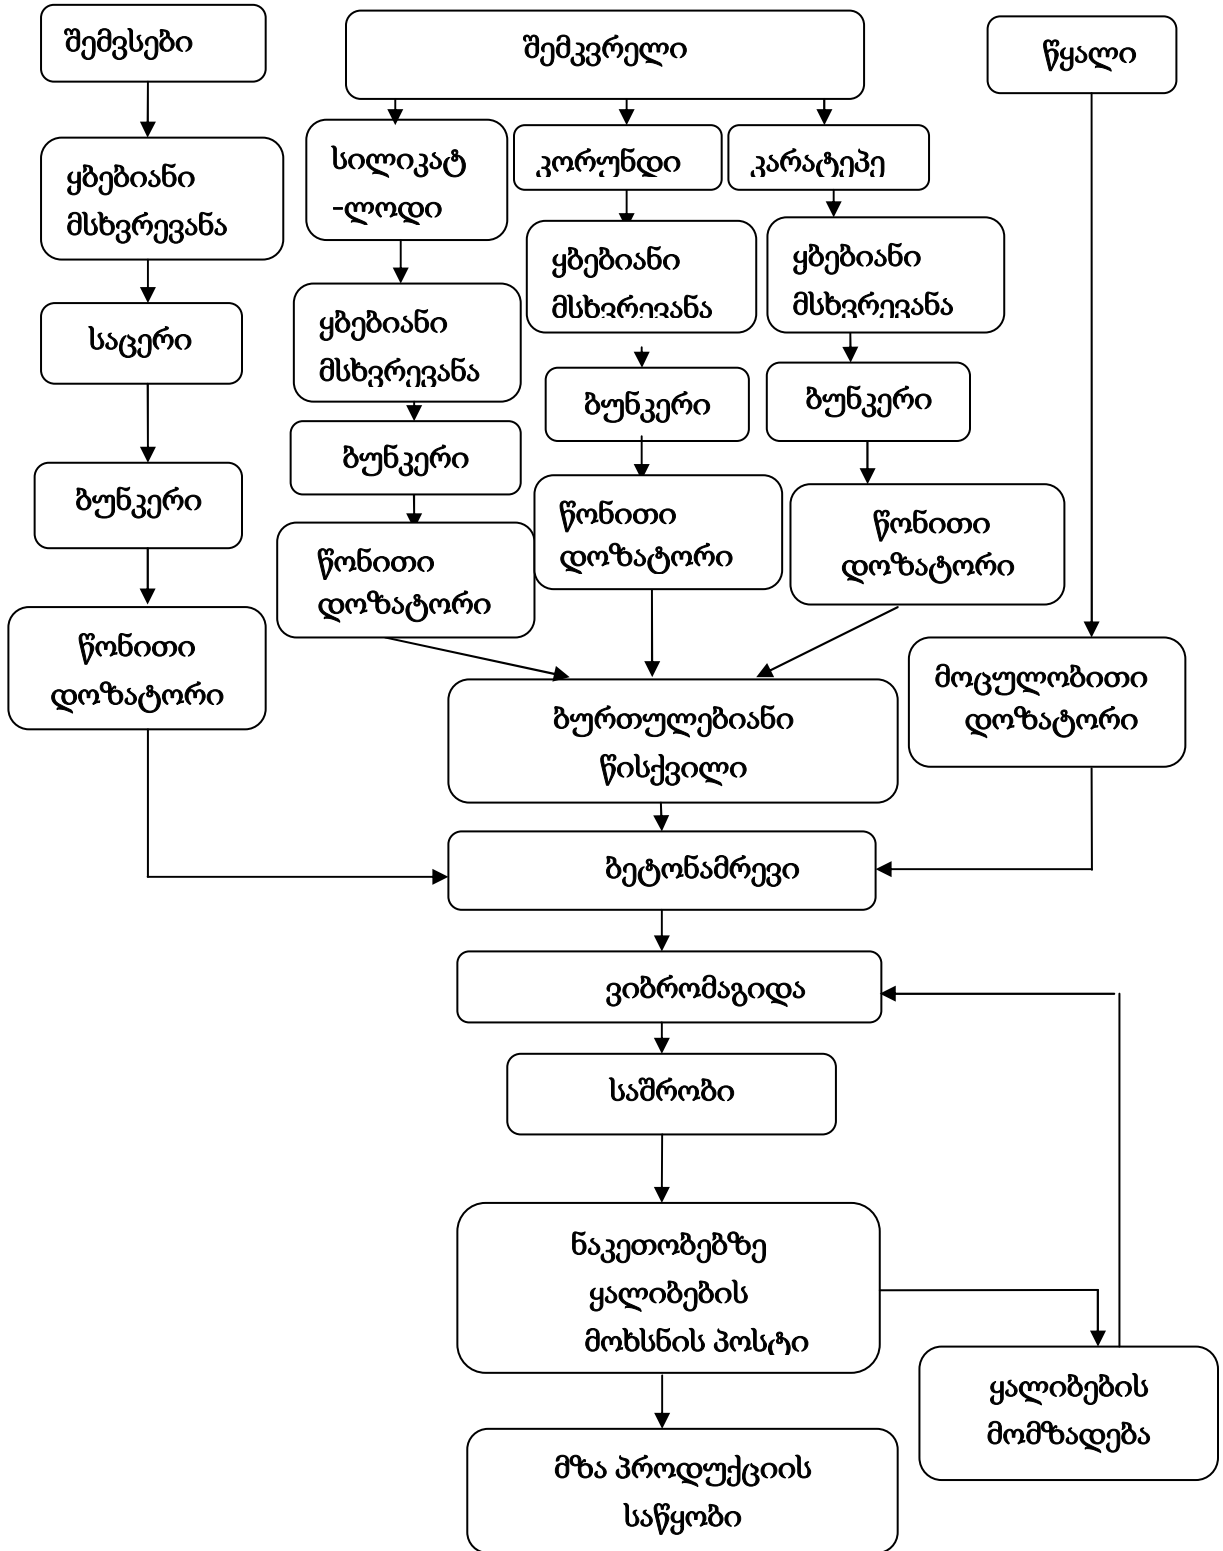 შემვსები
შემკვრელი
წყალი
ყბებიანი
მსხვრევანა
სილიკატ
-ლოდი
კორუნდი
კარატეპე
ყბებიანი
მსხვრევანა
ყბებიანი
მსხვრევანა
ყბებიანი
მსხვრევანა
საცერი
ბუნკერი
ბუნკერი
ბუნკერი
ბუნკერი
წონითი
დოზატორი
წონითი
დოზატორი
წონითი
დოზატორი
წონითი
დოზატორი
მოცულობითი
დოზატორი
ბურთულებიანი
წისქვილი
ბეტონამრევი
ვიბრომაგიდა
საშრობი
ნაკეთობებზე
ყალიბების
მოხსნის პოსტი
ყალიბების
მომზადება
მზა პროდუქციის
საწყობი